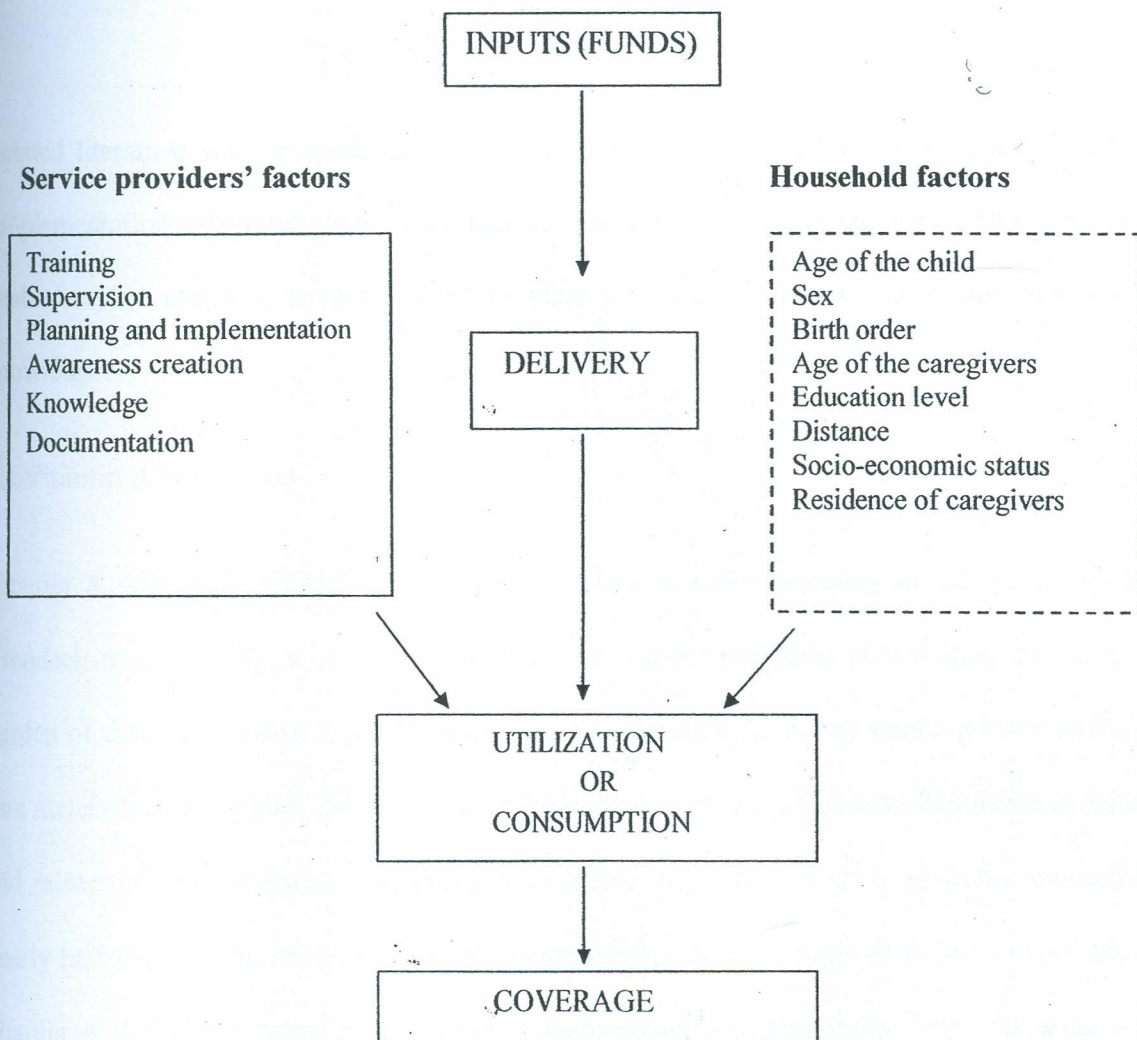 INPUTS (FUNDS)
Service providers' factors
Training
Supervision
Planning and implementation
Awareness creation
Knowledge
Documentation
DELIVERY
Household factors
Age of the child
Sex
Birth order
Age of the caregivers
Education level
Distance
Socio-economic status
Residence of caregivers
UTILIZATION
OR
CONSUMPTION
COVERAGE